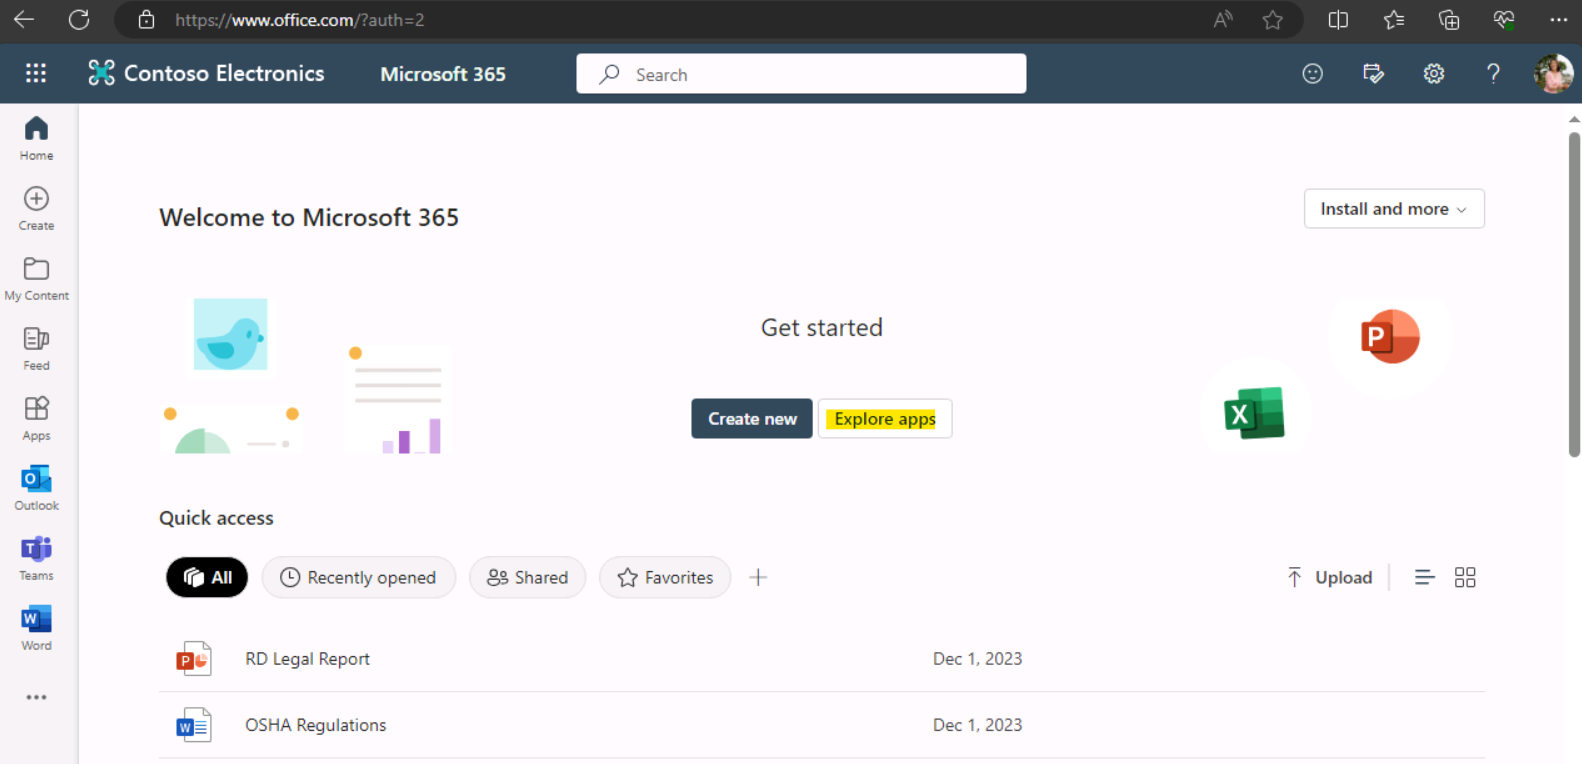 https://www.office.com/?auth=2
Contoso Electronics
Microsoft 365
Search
Home
Create
My Content
Feed
Apps
Outlook
Teams
Word
Welcome to Microsoft 365
Install and more
Get started
Create new
Explore apps
Quick access
All
Recently opened
Shared
Favorites
Upload
RD Legal Report
Dec 1, 2023
OSHA Regulations
Dec 1, 2023